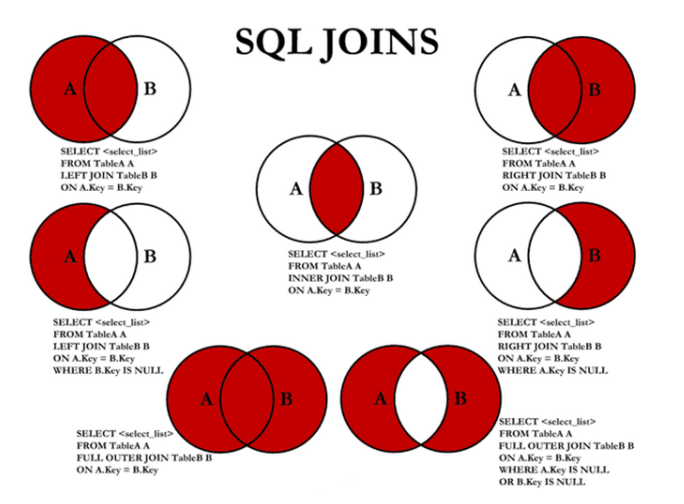 SQL JOINS
A B
SELECT <select_list>
FROM TableA A
LEFT JOIN TableB B
ON A.Key = B.Key
A B
SELECT <select_list>
FROM TableA A
RIGHT JOIN TableB B
ON A.Key = B.Key
A B
SELECT <select_list>
FROM TableA A
INNER JOIN TableB B
ON A.Key = B.Key
A B
SELECT <select_list>
FROM TableA A
LEFT JOIN TableB B
ON A.Key = B.Key
WHERE B.Key IS NULL
A B
SELECT <select_list>
FROM TableA A
RIGHT JOIN TableB B
ON A.Key = B.Key
WHERE A.Key IS NULL
A B
SELECT <select_list>
FROM TableA A
FULL OUTER JOIN TableB B
ON A.Key = B.Key
A B
SELECT <select_list>
FROM TableA A
FULL OUTER JOIN TableB B
ON A.Key = B.Key
WHERE A.Key IS NULL
OR B.Key IS NULL